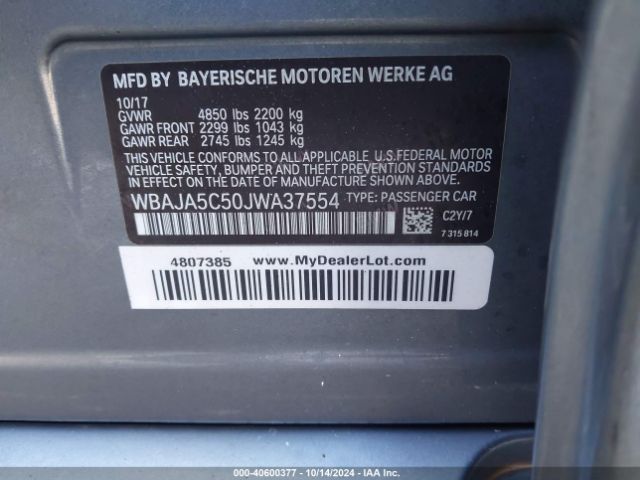 MFD BY BAYERISCHE MOTOREN WERKE AG
10/17
GVWR 4850 lbs 2200 kg
GAWR FRONT 2299 lbs 1043 kg
GAWR REAR 2745 lbs 1245 kg
THIS VEHICLE CONFORMS TO ALL APPLICABLE U.S.FEDERAL MOTOR
VEHICLE SAFETY, BUMPER AND THEFT PREVENTION STANDARDS
IN EFFECT ON THE DATE OF MANUFACTURE SHOWN ABOVE.
WBAJA5C50JWA37554 TYPE: PASSENGER CAR
C2Y/7
7 315 814
4807385 www.MyDealerLot.com
000-40600377 - 10/14/2024 - IAA Inc.